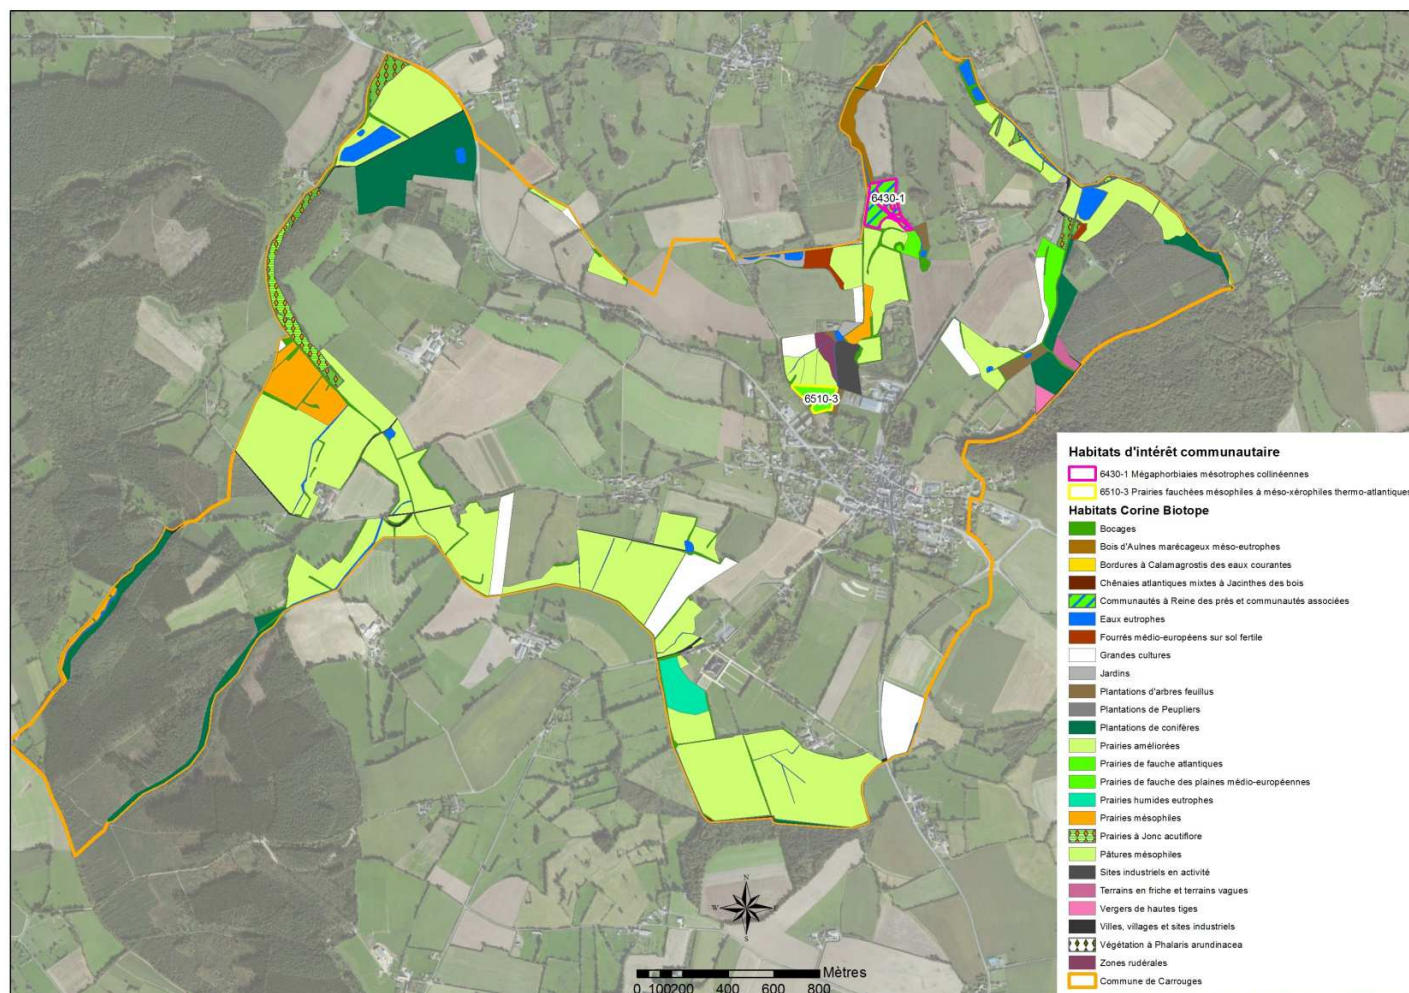 6430-1
6510-3
Habitats d'intérêt communautaire
6430-1 Mégaphorbiaies mésotrophes collinéennes
6510-3 Prairies fauchées mésophiles à méso-xérophiles thermo-atlantiques
Habitats Corine Biotope
Bocages
Bois d'Aulnes marécageux méso-eutrophes
Bordures à Calamagrostis des eaux courantes
Chênaies atlantiques mixtes à Jacinthes des bois
Communautés à Reine des prés et communautés associées
Eaux eutrophes
Fourrés médio-européens sur sol fertile
Grandes cultures
Jardins
Plantations d'arbres feuillus
Plantations de Peupliers
Plantations de conifères
Prairies améliorées
Prairies de fauche atlantiques
Prairies de fauche des plaines médio-européennes
Prairies humides eutrophes
Prairies mésophiles
Prairies à Jonc acutiflore
Pâtures mésophiles
Sites industriels en activité
Terrains en friche et terrains vagues
Vergers de hautes tiges
Villes, villages et sites industriels
Végétation à Phalaris arundinacea
Zones rudérales
Commune de Carrouges
N
W E
S
Mètres
0 100200 400 600 800